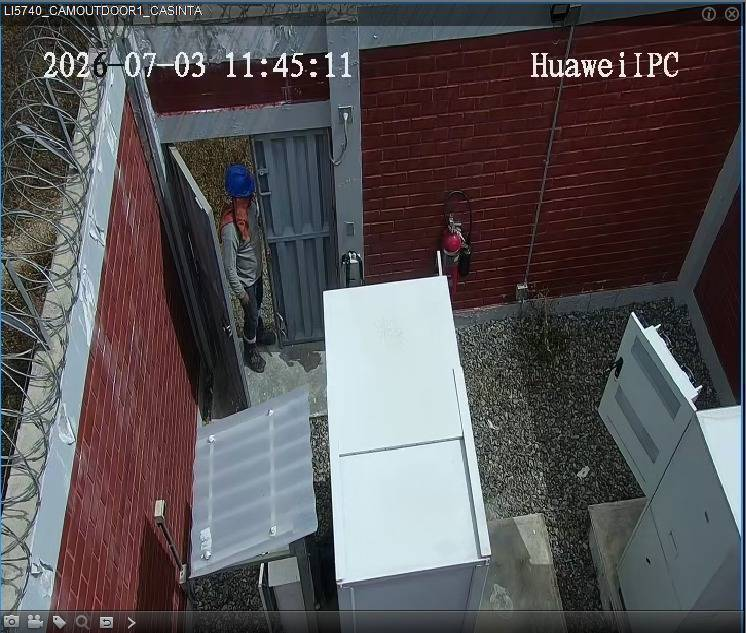 LI5740_CAMOUTDOOR1_CASINTA
2026-07-03 11:45:11
HuaweiIPC